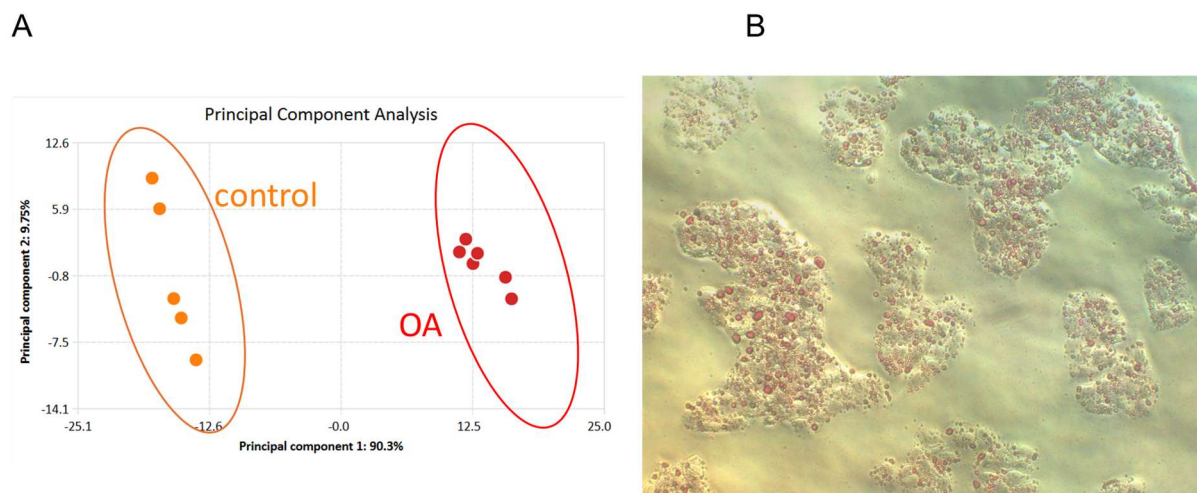 A
B
Principal Component Analysis
12.6
control
5.9
Principal component 2: 9.75%
-0.8
OA
-7.5
-14.1
-25.1
-12.6
-0.0
12.5
25.0
Principal component 1: 90.3%